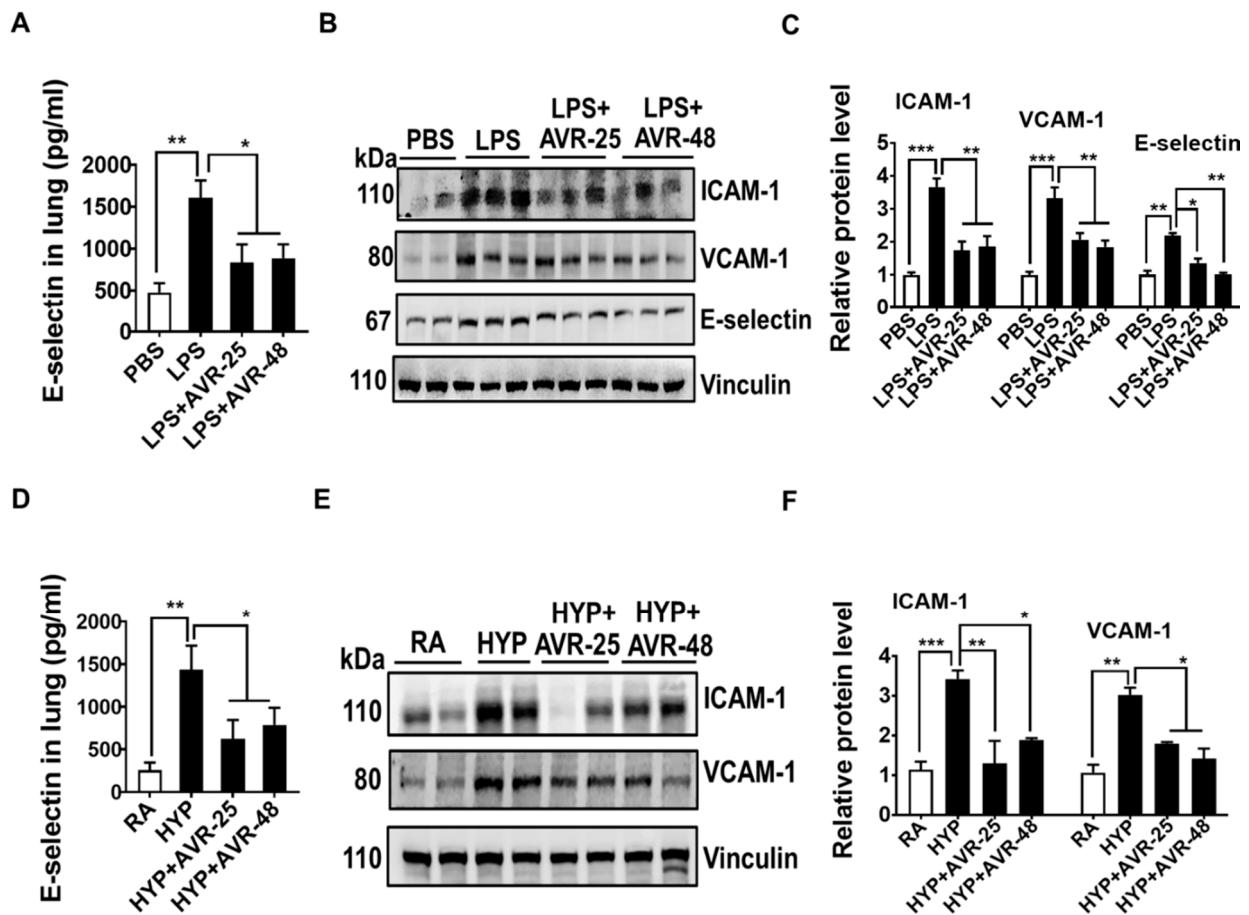 A
E-selectin in lung (pg/ml)
2000
1500
1000
500
0
**
*
PBS
LPS
LPS+AVR-25
LPS+AVR-48
B
kDa
PBS
LPS
LPS+
AVR-25
LPS+
AVR-48
110
ICAM-1
80
VCAM-1
67
E-selectin
110
Vinculin
C
Relative protein level
5
4
3
2
1
0
ICAM-1
***
**
PBS
LPS
LPS+AVR-25
LPS+AVR-48
VCAM-1
***
**
PBS
LPS
LPS+AVR-25
LPS+AVR-48
E-selectin
**
*
**
PBS
LPS
LPS+AVR-25
LPS+AVR-48
D
E-selectin in lung (pg/ml)
2000
1500
1000
500
0
**
*
RA
HYP
HYP+AVR-25
HYP+AVR-48
E
kDa
RA
HYP
HYP+
AVR-25
HYP+
AVR-48
110
ICAM-1
80
VCAM-1
110
Vinculin
F
Relative protein level
4
3
2
1
0
ICAM-1
***
**
*
RA
HYP
HYP+AVR-25
HYP+AVR-48
VCAM-1
**
*
RA
HYP
HYP+AVR-25
HYP+AVR-48